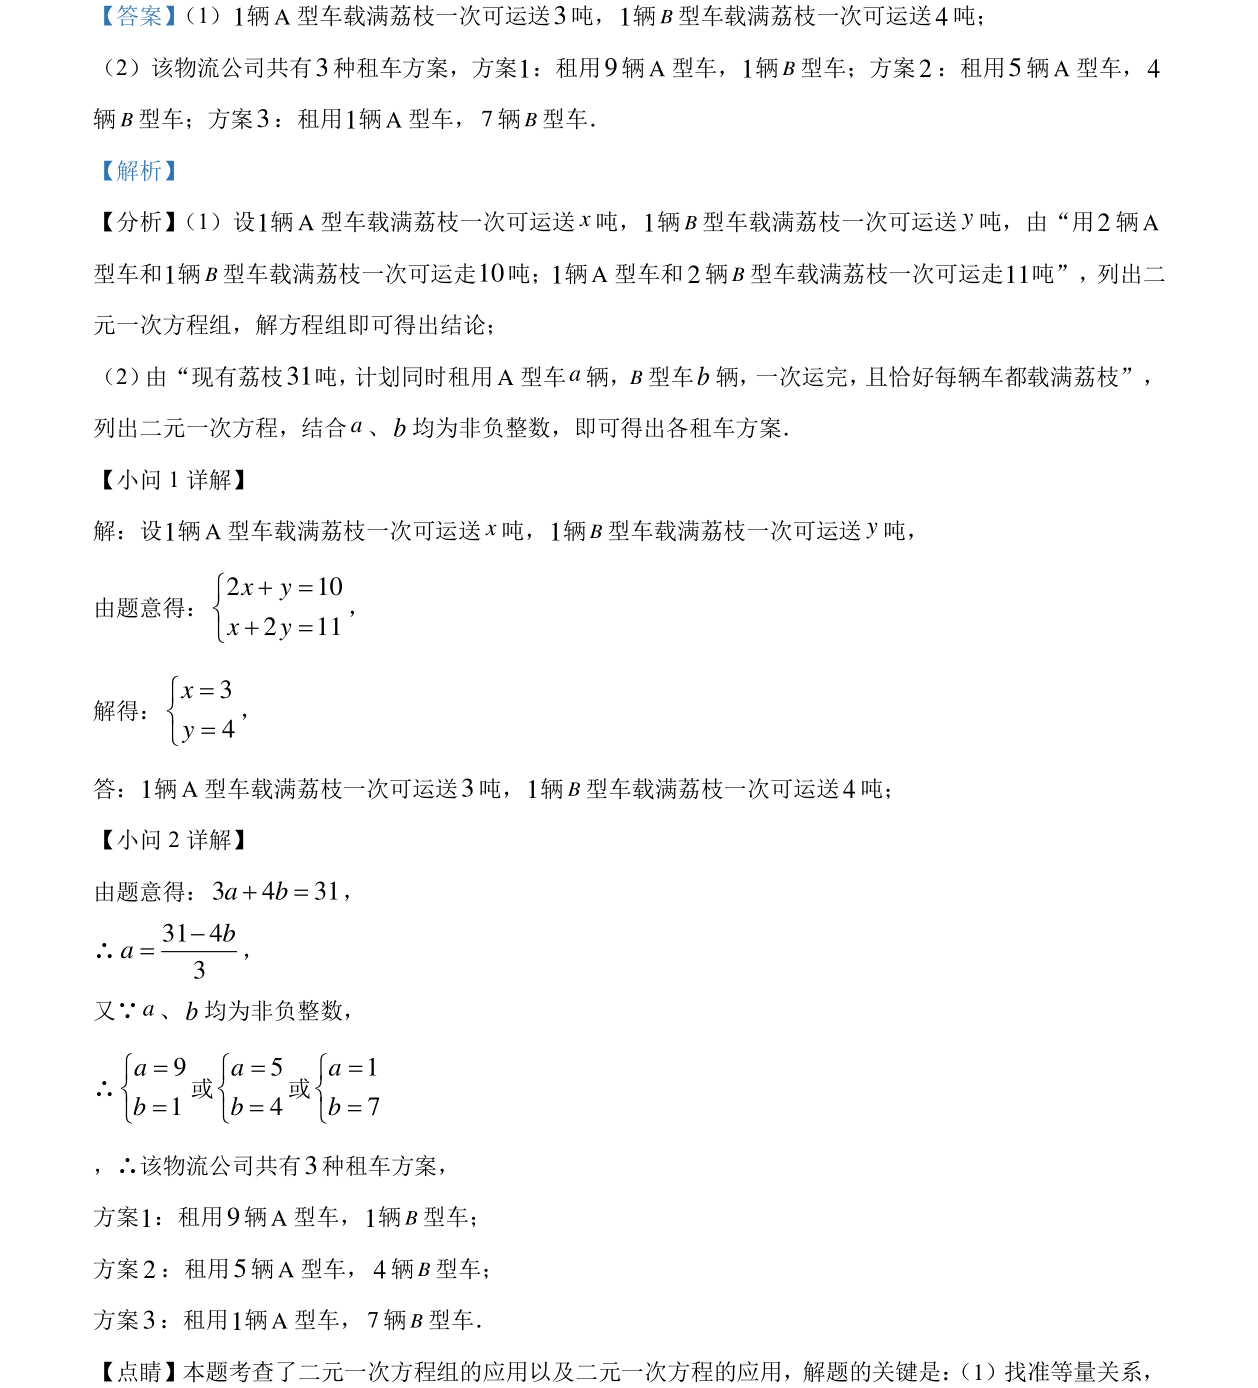 【答案】（1）1辆A 型车载满荔枝一次可运送3吨，1辆B型车载满荔枝一次可运送4吨；
（2）该物流公司共有3种租车方案，方案1：租用9辆A 型车，1辆B型车；方案2：租用5辆A 型车，4
辆B型车；方案3：租用1辆A 型车，7辆B型车．
【解析】
【分析】（1）设1辆A 型车载满荔枝一次可运送x吨，1辆B型车载满荔枝一次可运送y吨，由“用2辆A
型车和1辆B型车载满荔枝一次可运走10吨；1辆A 型车和2辆B型车载满荔枝一次可运走11吨”，列出二
元一次方程组，解方程组即可得出结论；
（2）由“现有荔枝31吨，计划同时租用A 型车a辆，B型车b辆，一次运完，且恰好每辆车都载满荔枝”，
列出二元一次方程，结合a、b均为非负整数，即可得出各租车方案．
【小问 1 详解】
解：设1辆A 型车载满荔枝一次可运送x吨，1辆B型车载满荔枝一次可运送y吨，
由题意得：{2x+y=10
x+2y=11，
解得：{x=3
y=4，
答：1辆A 型车载满荔枝一次可运送3吨，1辆B型车载满荔枝一次可运送4吨；
【小问 2 详解】
由题意得：3a+4b=31，
∴a=(31−4b)/3，
又∵a、b均为非负整数，
∴{a=9 或{a=5 或{a=1
b=1 b=4 b=7
，∴该物流公司共有3种租车方案，
方案1：租用9辆A 型车，1辆B型车；
方案2：租用5辆A 型车，4辆B型车；
方案3：租用1辆A 型车，7辆B型车．
【点睛】本题考查了二元一次方程组的应用以及二元一次方程的应用，解题的关键是：（1）找准等量关系，